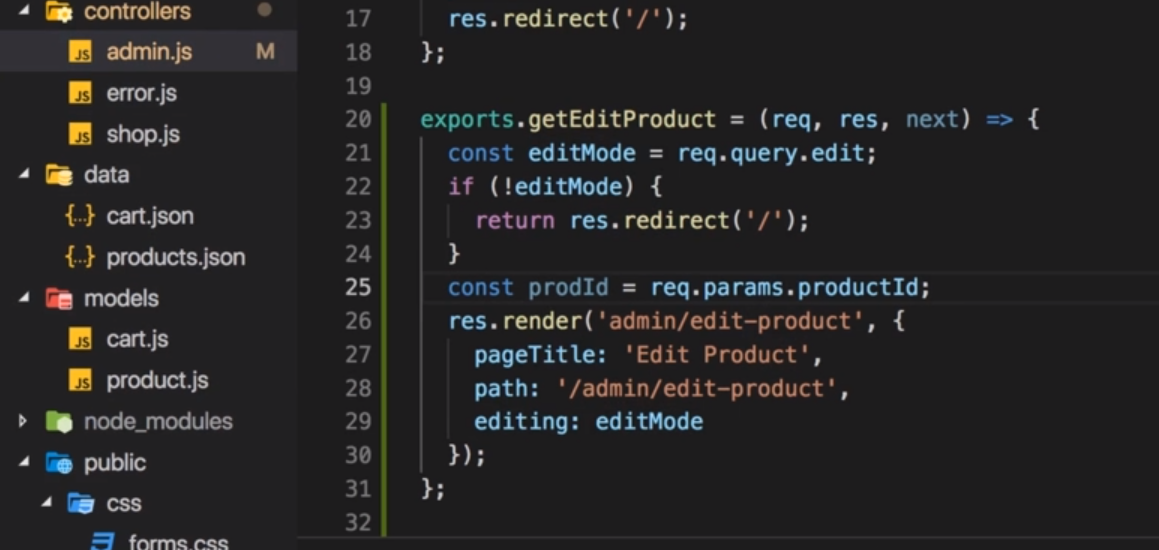 controllers
admin.js M
error.js
shop.js
data
{...} cart.json
{...} products.json
models
cart.js
product.js
node_modules
public
css
forms.css
17 res.redirect('/');
18 };
19
20 exports.getEditProduct = (req, res, next) => {
21 const editMode = req.query.edit;
22 if (!editMode) {
23 return res.redirect('/');
24 }
25 const prodId = req.params.productId;
26 res.render('admin/edit-product', {
27 pageTitle: 'Edit Product',
28 path: '/admin/edit-product',
29 editing: editMode
30 });
31 };
32